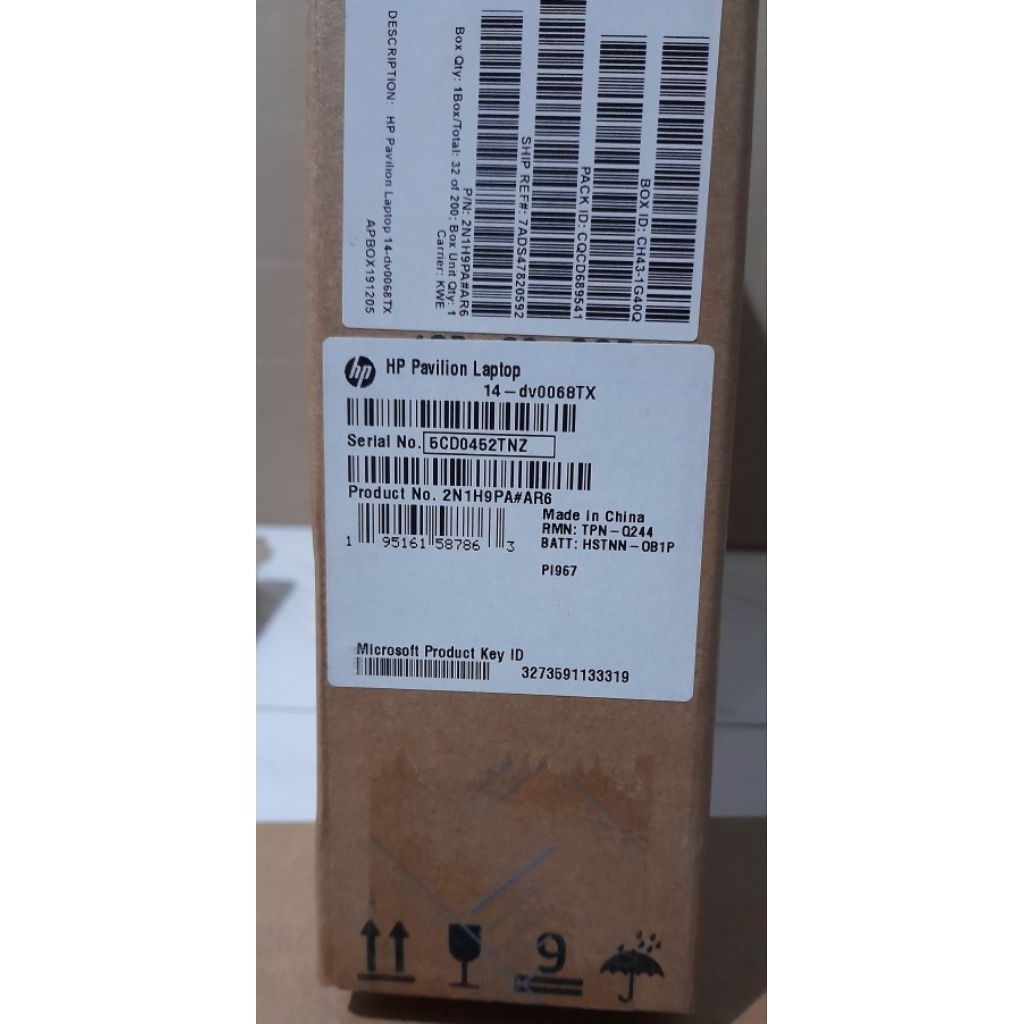 BOX ID: CH43-1G40Q
PACK ID: CQCD689541
SHIP REF#: 7ADS47820592
P/N: 2N1H9PA#AR6
Box Qty: 1Box/Total: 32 of 200: Box Unit Qty: 1
Carrier: KWE
DESCRIPTION: HP Pavilion Laptop 14-dv0068TX
APBOX191205
hp HP Pavilion Laptop
14-dv0068TX
Serial No. 5CD0452TNZ
Product No. 2N1H9PA#AR6
1 95161 58786 3
Made in China
RMN: TPN-Q244
BATT: HSTNN-OB1P
PI967
Microsoft Product Key ID
3273591133319
9